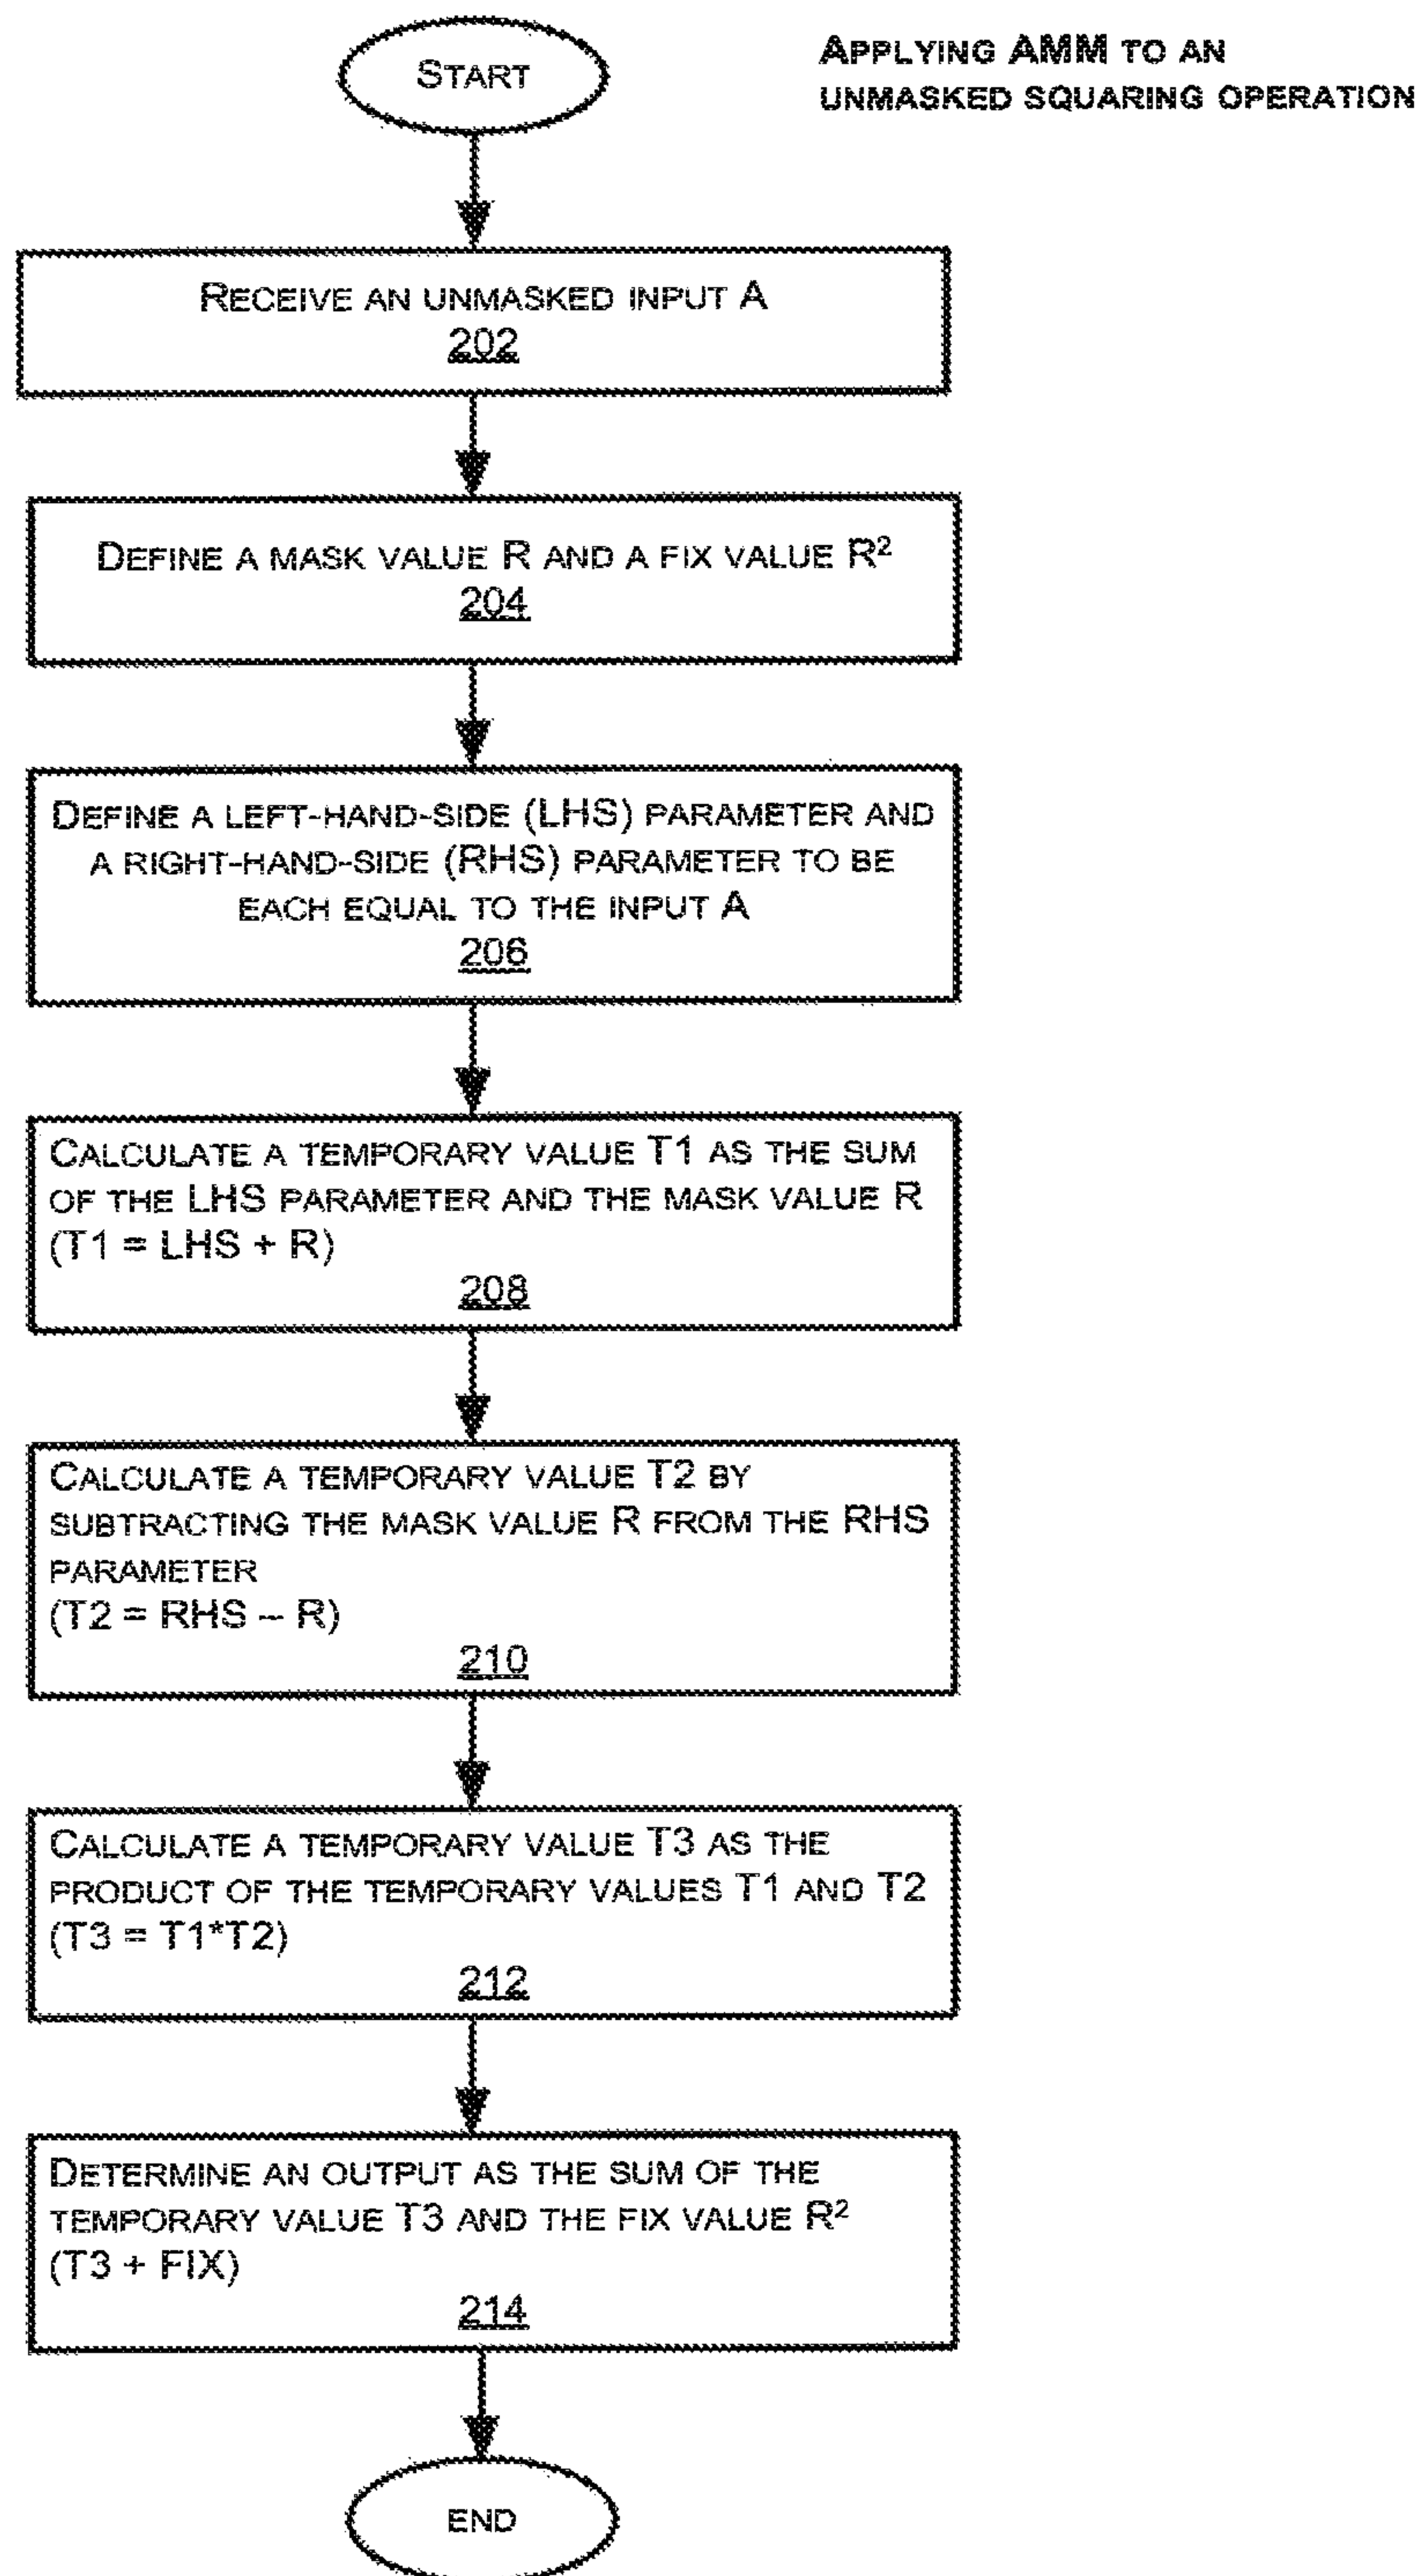 START
APPLYING AMM TO AN
UNMASKED SQUARING OPERATION
RECEIVE AN UNMASKED INPUT A
202
DEFINE A MASK VALUE R AND A FIX VALUE R²
204
DEFINE A LEFT-HAND-SIDE (LHS) PARAMETER AND
A RIGHT-HAND-SIDE (RHS) PARAMETER TO BE
EACH EQUAL TO THE INPUT A
206
CALCULATE A TEMPORARY VALUE T1 AS THE SUM
OF THE LHS PARAMETER AND THE MASK VALUE R
(T1 = LHS + R)
208
CALCULATE A TEMPORARY VALUE T2 BY
SUBTRACTING THE MASK VALUE R FROM THE RHS
PARAMETER
(T2 = RHS – R)
210
CALCULATE A TEMPORARY VALUE T3 AS THE
PRODUCT OF THE TEMPORARY VALUES T1 AND T2
(T3 = T1*T2)
212
DETERMINE AN OUTPUT AS THE SUM OF THE
TEMPORARY VALUE T3 AND THE FIX VALUE R²
(T3 + FIX)
214
END